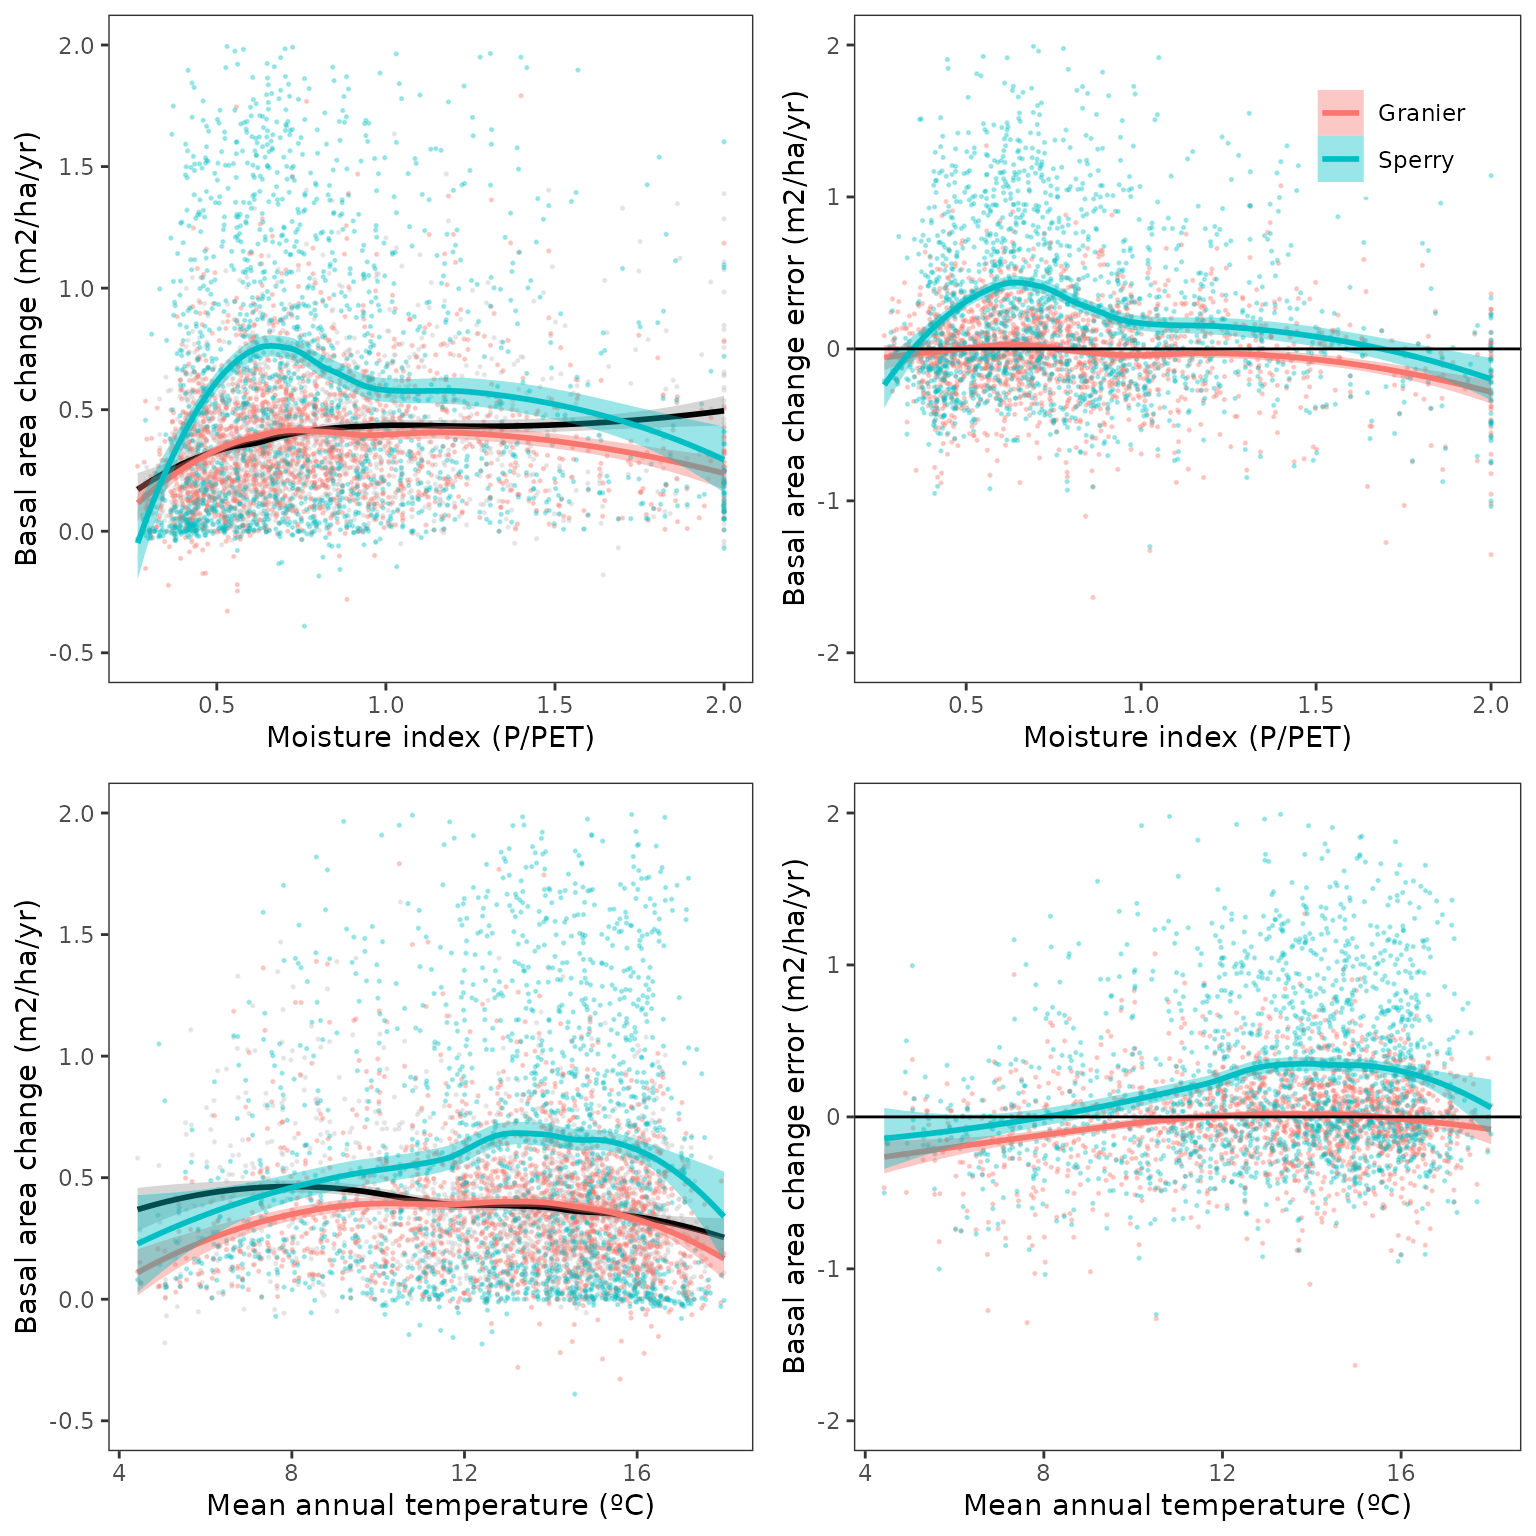 Basal area change (m2/ha/yr)
2.0
1.5
1.0
0.5
0.0
-0.5
0.5 1.0 1.5 2.0
Moisture index (P/PET)
Basal area change error (m2/ha/yr)
2
1
0
-1
-2
Granier
Sperry
0.5 1.0 1.5 2.0
Moisture index (P/PET)
Basal area change (m2/ha/yr)
2.0
1.5
1.0
0.5
0.0
-0.5
4 8 12 16
Mean annual temperature (ºC)
Basal area change error (m2/ha/yr)
2
1
0
-1
-2
4 8 12 16
Mean annual temperature (ºC)